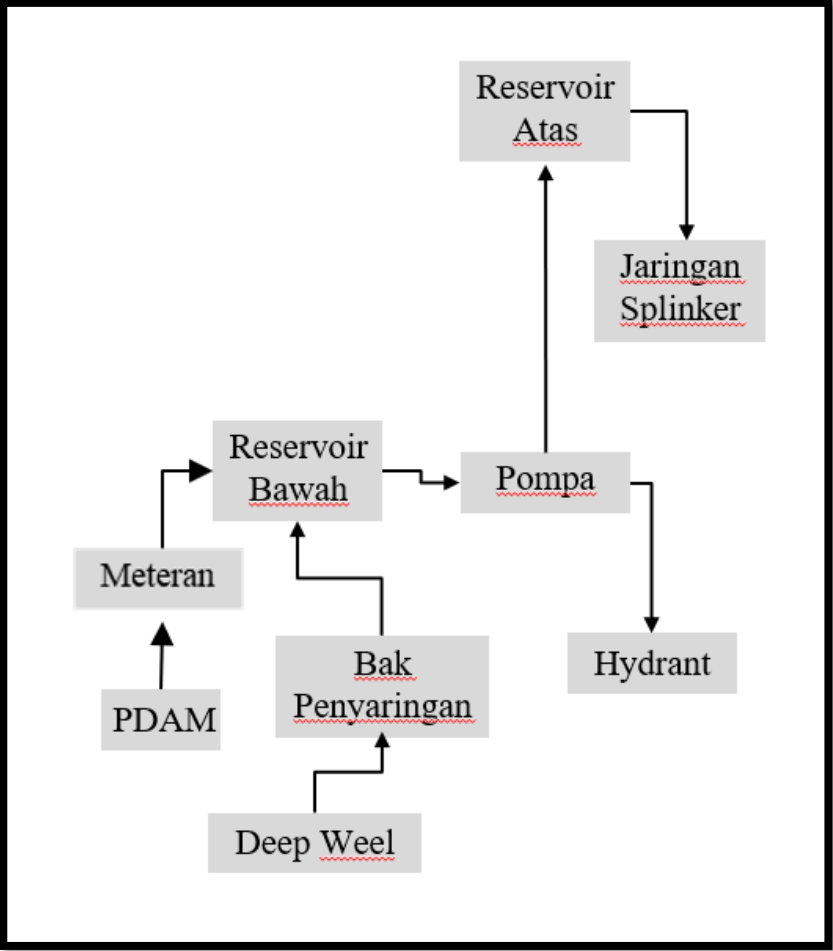 Reservoir
Atas
Jaringan
Splinker
Reservoir
Bawah
Pompa
Meteran
Bak
Penyaringan
Hydrant
PDAM
Deep Weel